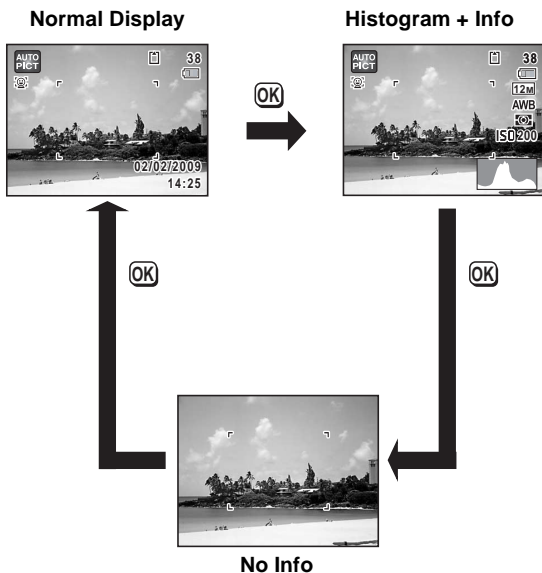 Normal Display
Histogram + Info
AUTO
PICT
38
02/02/2009
14:25
OK
AUTO
PICT
38
12M
AWB
ISO 200
OK
OK
No Info